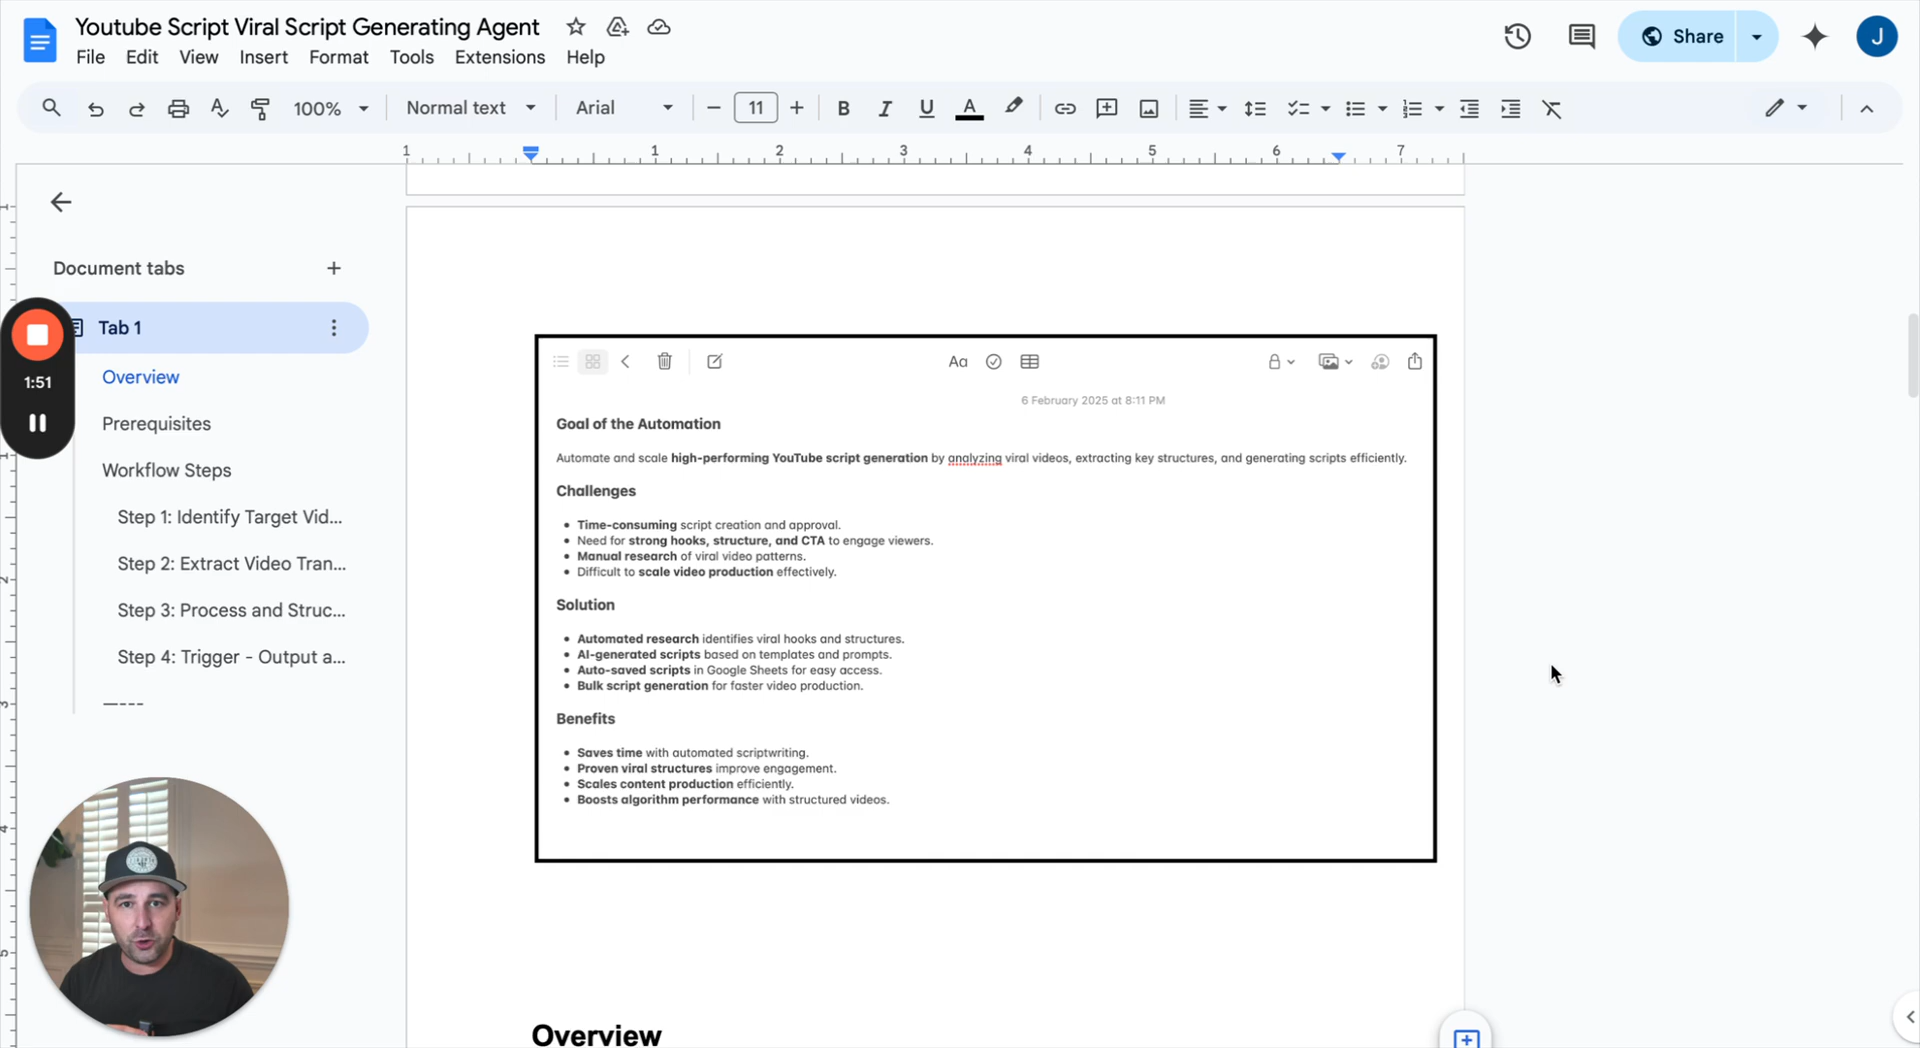 Youtube Script Viral Script Generating Agent
File Edit View Insert Format Tools Extensions Help
Share
J
100% Normal text Arial 11 B I U A
1 1 2 3 4 5 6 7
Document tabs
Tab 1
1:51
Overview
Prerequisites
Workflow Steps
Step 1: Identify Target Vid...
Step 2: Extract Video Tran...
Step 3: Process and Struc...
Step 4: Trigger - Output a...
—---
Aa
6 February 2025 at 8:11 PM
Goal of the Automation
Automate and scale high-performing YouTube script generation by analyzing viral videos, extracting key structures, and generating scripts efficiently.
Challenges
• Time-consuming script creation and approval.
• Need for strong hooks, structure, and CTA to engage viewers.
• Manual research of viral video patterns.
• Difficult to scale video production effectively.
Solution
• Automated research identifies viral hooks and structures.
• AI-generated scripts based on templates and prompts.
• Auto-saved scripts in Google Sheets for easy access.
• Bulk script generation for faster video production.
Benefits
• Saves time with automated scriptwriting.
• Proven viral structures improve engagement.
• Scales content production efficiently.
• Boosts algorithm performance with structured videos.
Overview